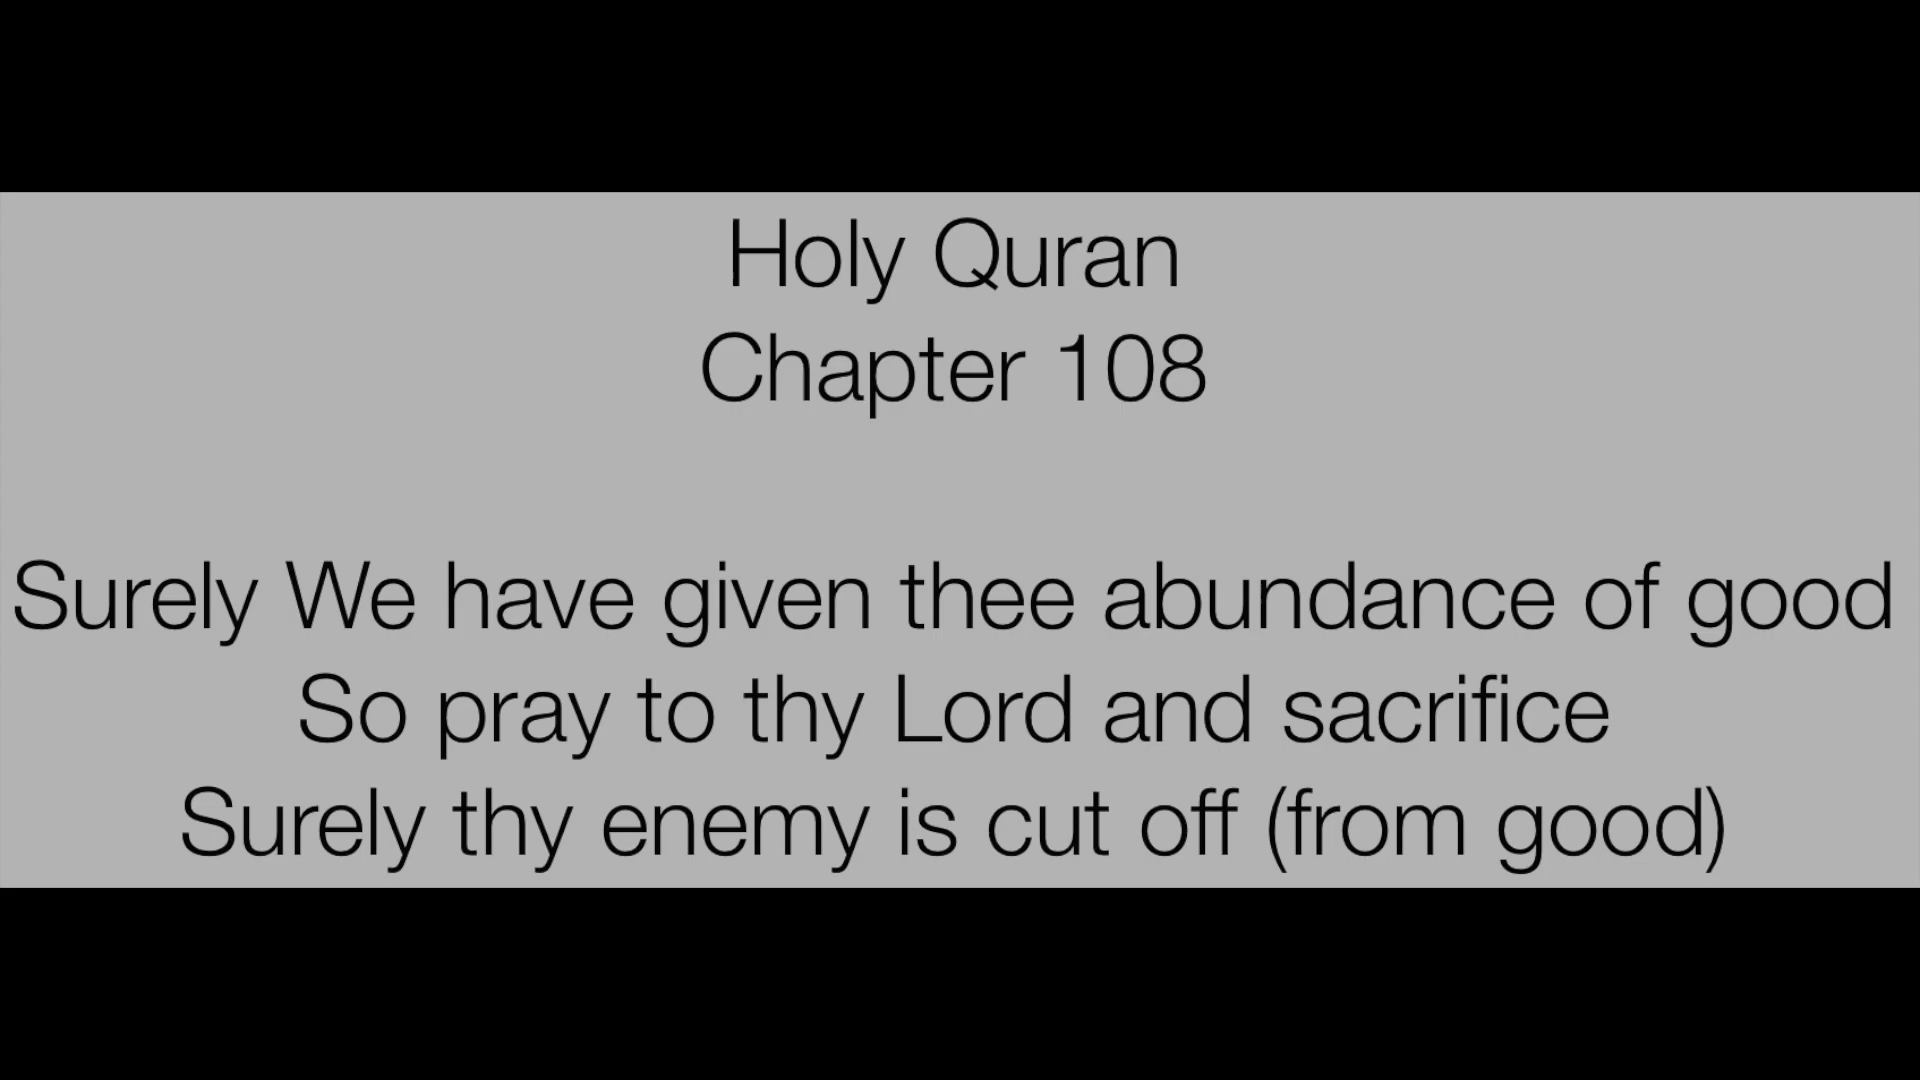 Holy Quran
Chapter 108
Surely We have given thee abundance of good
So pray to thy Lord and sacrifice
Surely thy enemy is cut off (from good)